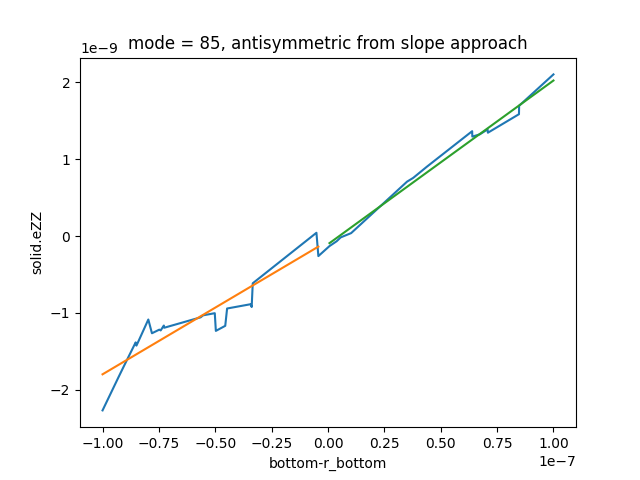 mode = 85, antisymmetric from slope approach
1e−9
2
1
0
−1
−2
solid.eZZ
−1.00 −0.75 −0.50 −0.25 0.00 0.25 0.50 0.75 1.00
bottom-r_bottom
1e−7